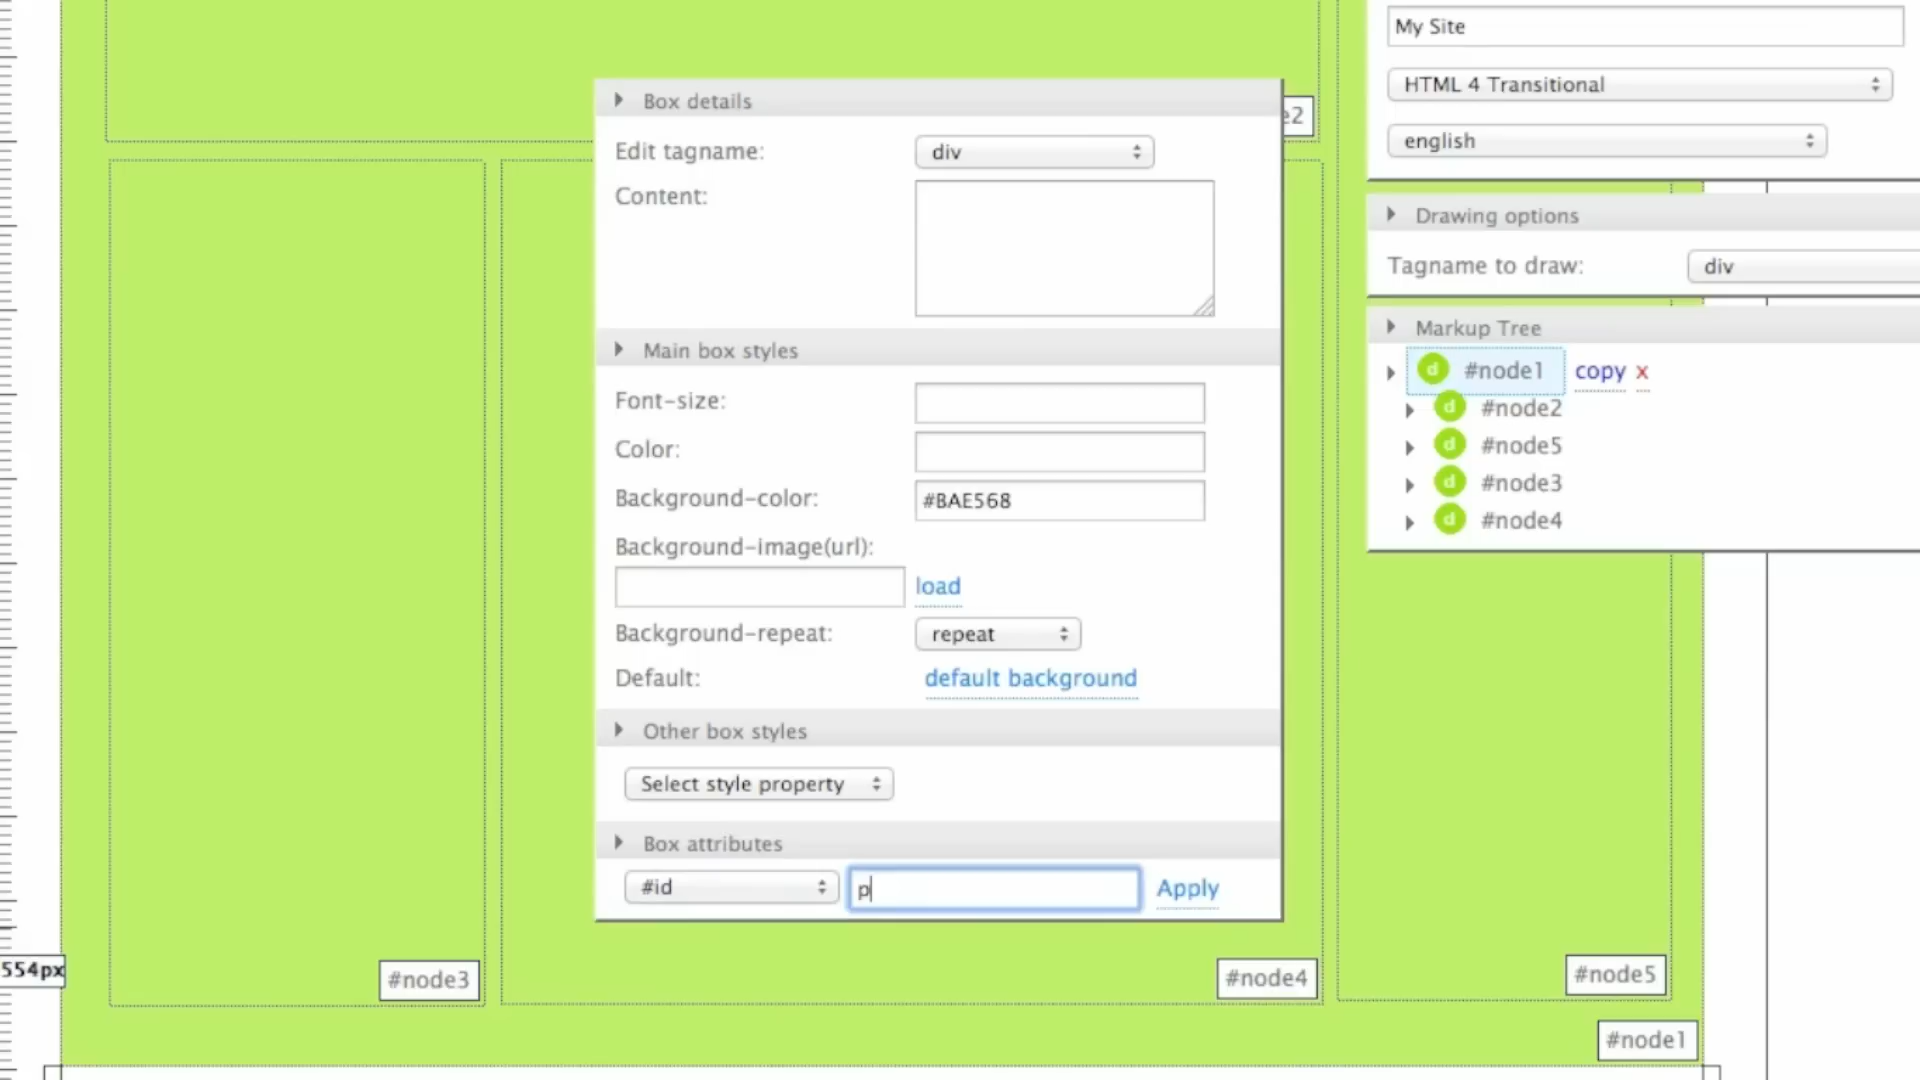 My Site
HTML 4 Transitional
english
Drawing options
Tagname to draw: div
Markup Tree
d #node1 copy x
d #node2
d #node5
d #node3
d #node4
Box details
e2
Edit tagname: div
Content:
Main box styles
Font-size:
Color:
Background-color: #BAE568
Background-image(url):
load
Background-repeat: repeat
Default: default background
Other box styles
Select style property
Box attributes
#id p Apply
554px
#node3
#node4
#node5
#node1